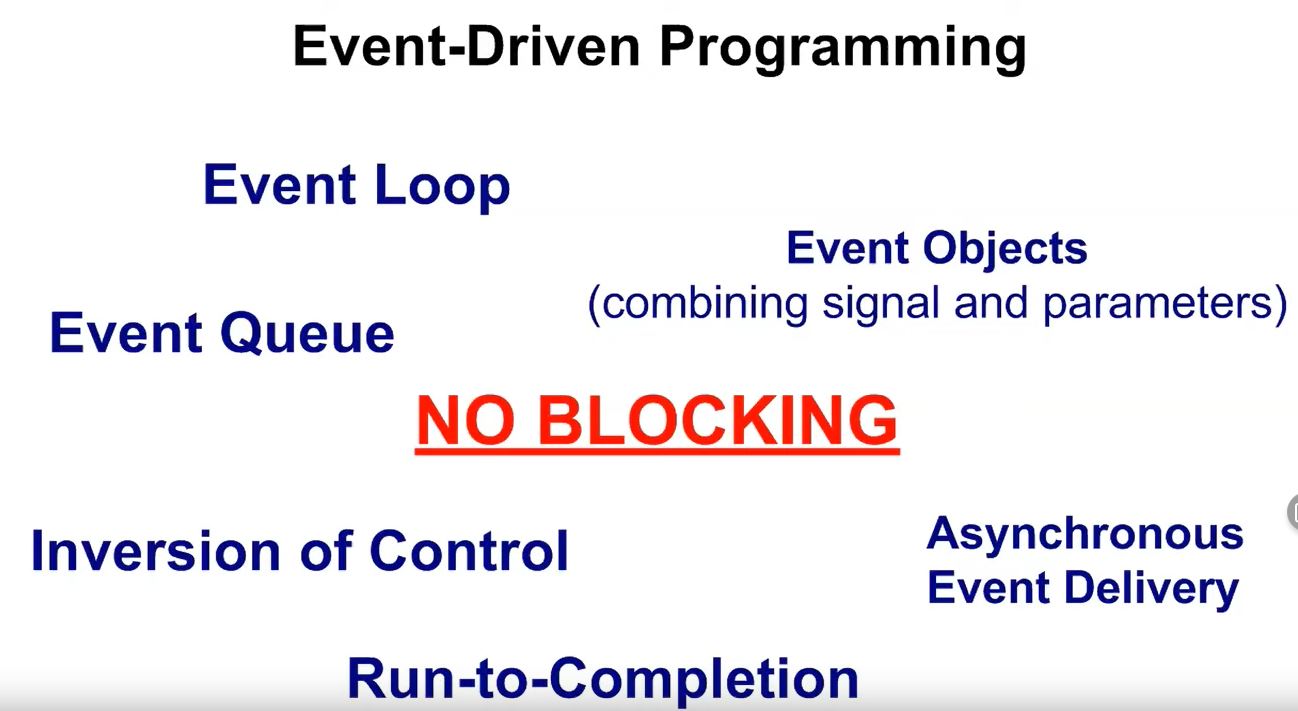 Event-Driven Programming
Event Loop
Event Objects
(combining signal and parameters)
Event Queue
NO BLOCKING
Inversion of Control
Asynchronous
Event Delivery
Run-to-Completion